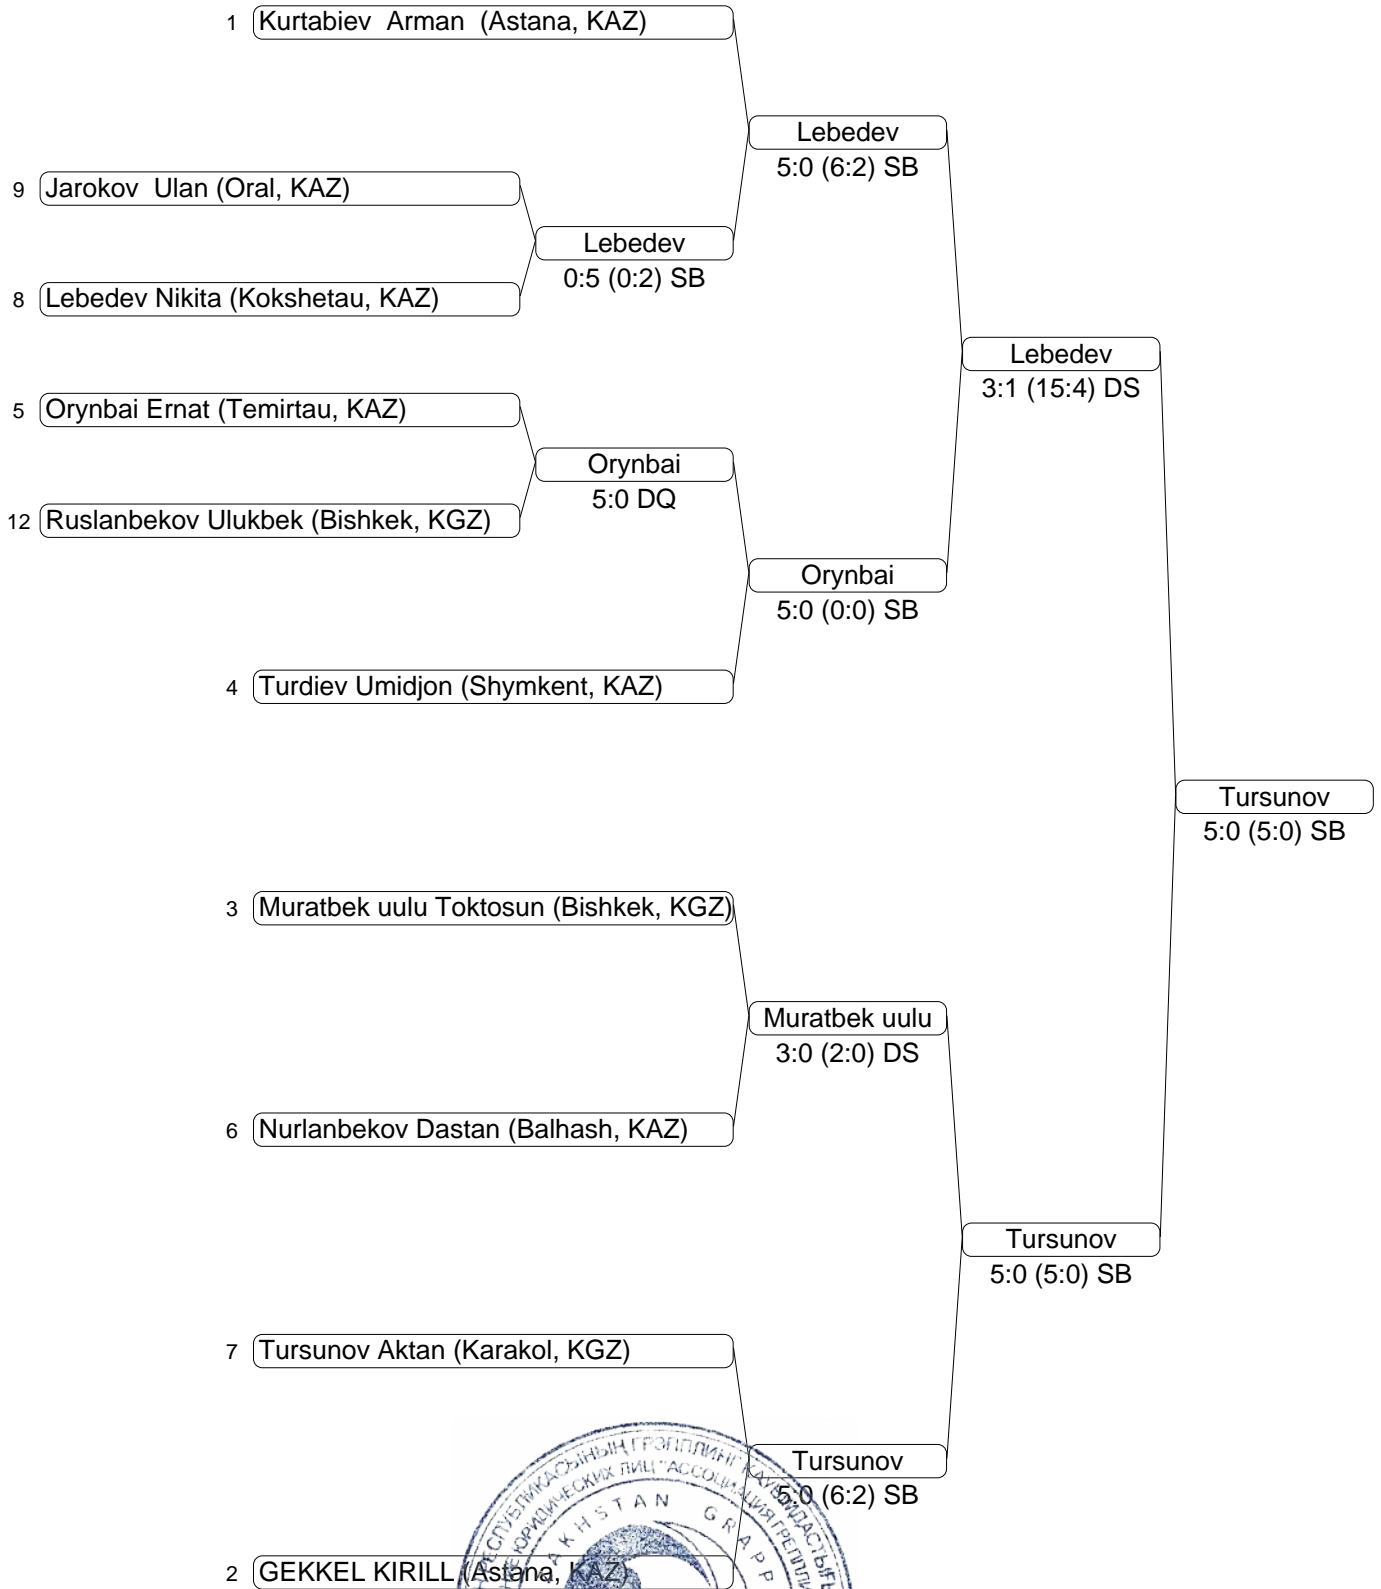 1 Kurtabiev Arman (Astana, KAZ)
Lebedev
5:0 (6:2) SB
9 Jarokov Ulan (Oral, KAZ)
Lebedev
0:5 (0:2) SB
8 Lebedev Nikita (Kokshetau, KAZ)
Lebedev
3:1 (15:4) DS
5 Orynbai Ernat (Temirtau, KAZ)
Orynbai
5:0 DQ
12 Ruslanbekov Ulukbek (Bishkek, KGZ)
Orynbai
5:0 (0:0) SB
4 Turdiev Umidjon (Shymkent, KAZ)
Tursunov
5:0 (5:0) SB
3 Muratbek uulu Toktosun (Bishkek, KGZ)
Muratbek uulu
3:0 (2:0) DS
6 Nurlanbekov Dastan (Balhash, KAZ)
Tursunov
5:0 (5:0) SB
7 Tursunov Aktan (Karakol, KGZ)
Tursunov
5:0 (6:2) SB
2 GEKKEL KIRILL (Astana, KAZ)